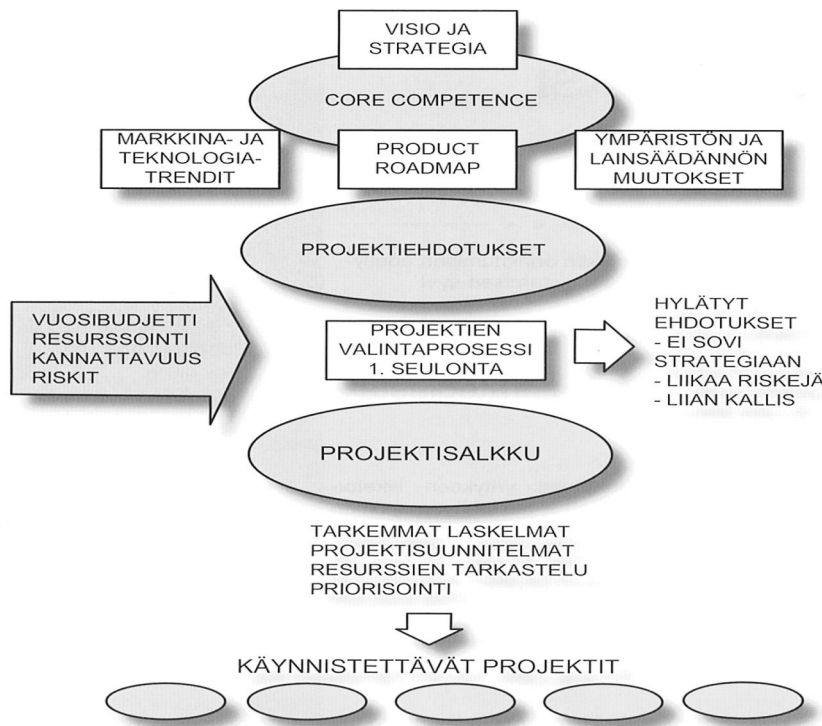 VISIO JA
STRATEGIA
CORE COMPETENCE
MARKKINA- JA
TEKNOLOGIA-
TRENDIT
PRODUCT
ROADMAP
YMPÄRISTÖN JA
LAINSÄÄDÄNNÖN
MUUTOKSET
PROJEKTIEHDOTUKSET
VUOSIBUDJETTI
RESURSSOINTI
KANNATTAVUUS
RISKIT
PROJEKTIEN
VALINTAPROSESSI
1. SEULONTA
HYLÄTYT
EHDOTUKSET
- EI SOVI
STRATEGIAAN
- LIIKAA RISKEJÄ
- LIIAN KALLIS
PROJEKTISALKKU
TARKEMMAT LASKELMAT
PROJEKTISUUNNITELMAT
RESURSSIEN TARKASTELU
PRIORISOINTI
KÄYNNISTETTÄVÄT PROJEKTIT